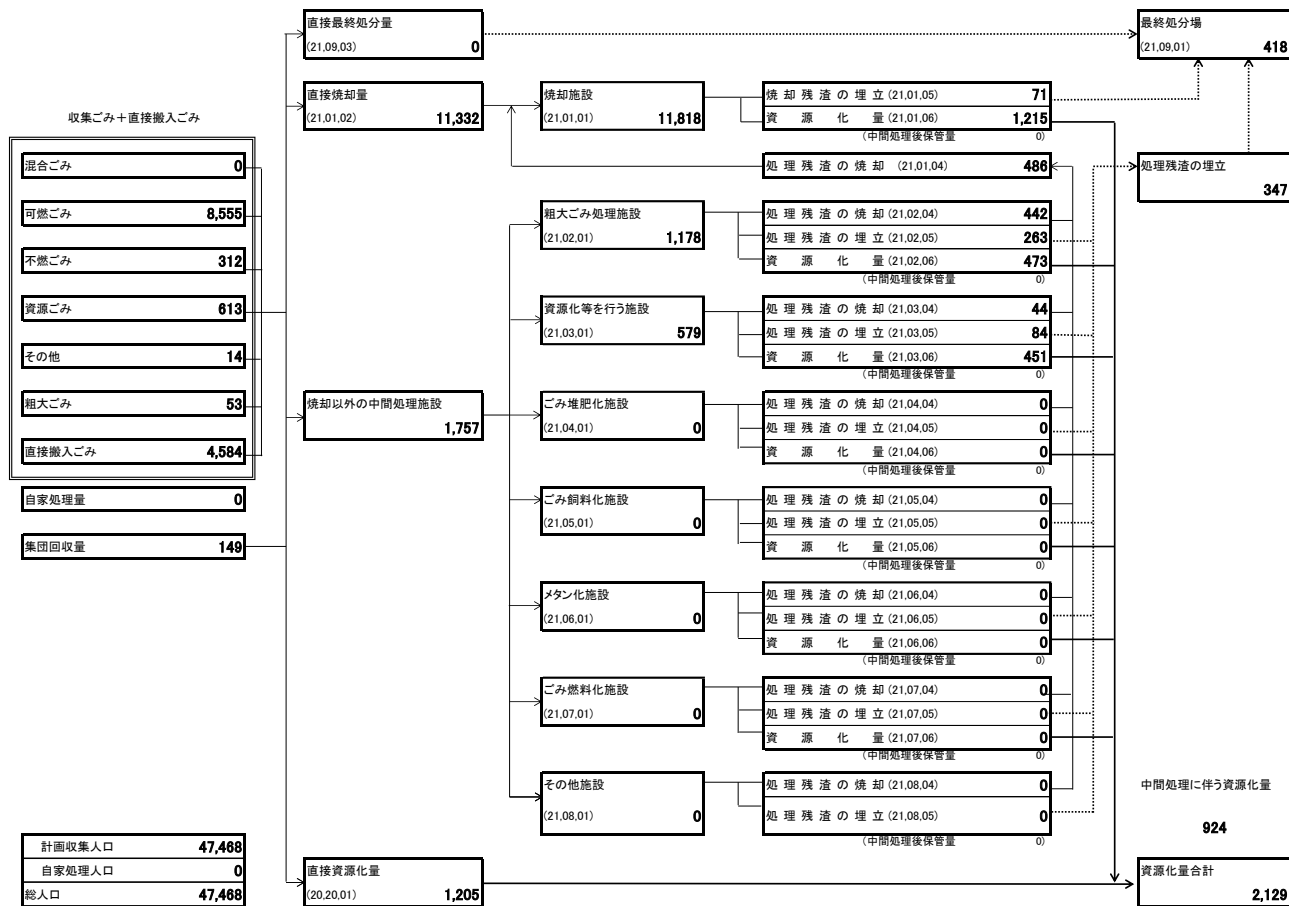 直接最終処分量
(21,09,03) 0
最終処分場
(21,09,01) 418
直接焼却量
(21,01,02) 11,332
焼却施設
(21,01,01) 11,818
焼却残渣の埋立(21,01,05) 71
資源化量(21,01,06) 1,215
(中間処理後保管量 0)
収集ごみ+直接搬入ごみ
混合ごみ 0
可燃ごみ 8,555
不燃ごみ 312
資源ごみ 613
その他 14
粗大ごみ 53
直接搬入ごみ 4,584
自家処理量 0
集団回収量 149
処理残渣の焼却 (21,01,04) 486
処理残渣の埋立
347
粗大ごみ処理施設
(21,02,01) 1,178
処理残渣の焼却(21,02,04) 442
処理残渣の埋立(21,02,05) 263
資源化量(21,02,06) 473
(中間処理後保管量 0)
資源化等を行う施設
(21,03,01) 579
処理残渣の焼却(21,03,04) 44
処理残渣の埋立(21,03,05) 84
資源化量(21,03,06) 451
(中間処理後保管量 0)
焼却以外の中間処理施設
1,757
ごみ堆肥化施設
(21,04,01) 0
処理残渣の焼却(21,04,04) 0
処理残渣の埋立(21,04,05) 0
資源化量(21,04,06) 0
(中間処理後保管量 0)
ごみ飼料化施設
(21,05,01) 0
処理残渣の焼却(21,05,04) 0
処理残渣の埋立(21,05,05) 0
資源化量(21,05,06) 0
(中間処理後保管量 0)
メタン化施設
(21,06,01) 0
処理残渣の焼却(21,06,04) 0
処理残渣の埋立(21,06,05) 0
資源化量(21,06,06) 0
(中間処理後保管量 0)
ごみ燃料化施設
(21,07,01) 0
処理残渣の焼却(21,07,04) 0
処理残渣の埋立(21,07,05) 0
資源化量(21,07,06) 0
(中間処理後保管量 0)
その他施設
(21,08,01) 0
処理残渣の焼却(21,08,04) 0
処理残渣の埋立(21,08,05) 0
(中間処理後保管量 0)
中間処理に伴う資源化量
924
計画収集人口 47,468
自家処理人口 0
総人口 47,468
直接資源化量
(20,20,01) 1,205
資源化量合計
2,129